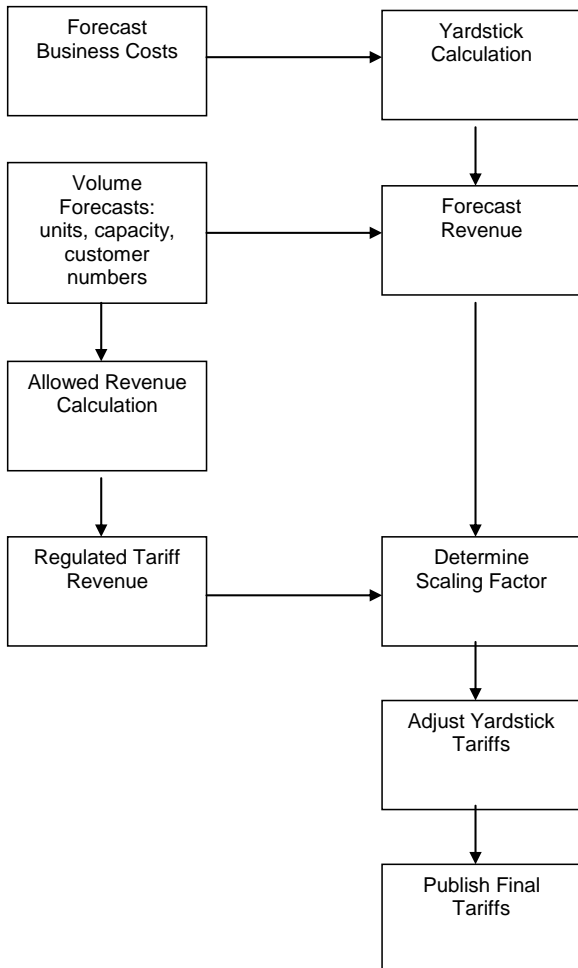 Forecast
Business Costs
Yardstick
Calculation
Volume
Forecasts:
units, capacity,
customer
numbers
Forecast
Revenue
Allowed Revenue
Calculation
Regulated Tariff
Revenue
Determine
Scaling Factor
Adjust Yardstick
Tariffs
Publish Final
Tariffs